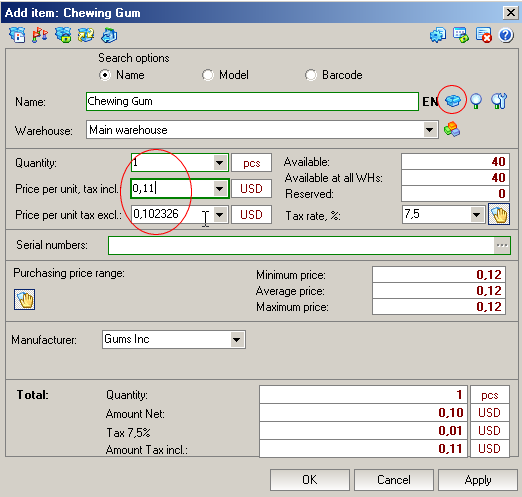 Add item: Chewing Gum
Search options
Name Model Barcode
Name: Chewing Gum EN
Warehouse: Main warehouse
Quantity: 1 pcs Available: 40
Available at all WHs: 40
Price per unit, tax incl.: 0,11 USD Reserved: 0
Price per unit tax excl.: 0,102326 USD Tax rate, %: 7,5
Serial numbers: ...
Purchasing price range: Minimum price: 0,12
Average price: 0,12
Maximum price: 0,12
Manufacturer: Gums Inc
Total: Quantity: 1 pcs
Amount Net: 0,10 USD
Tax 7,5% 0,01 USD
Amount Tax incl.: 0,11 USD
OK Cancel Apply